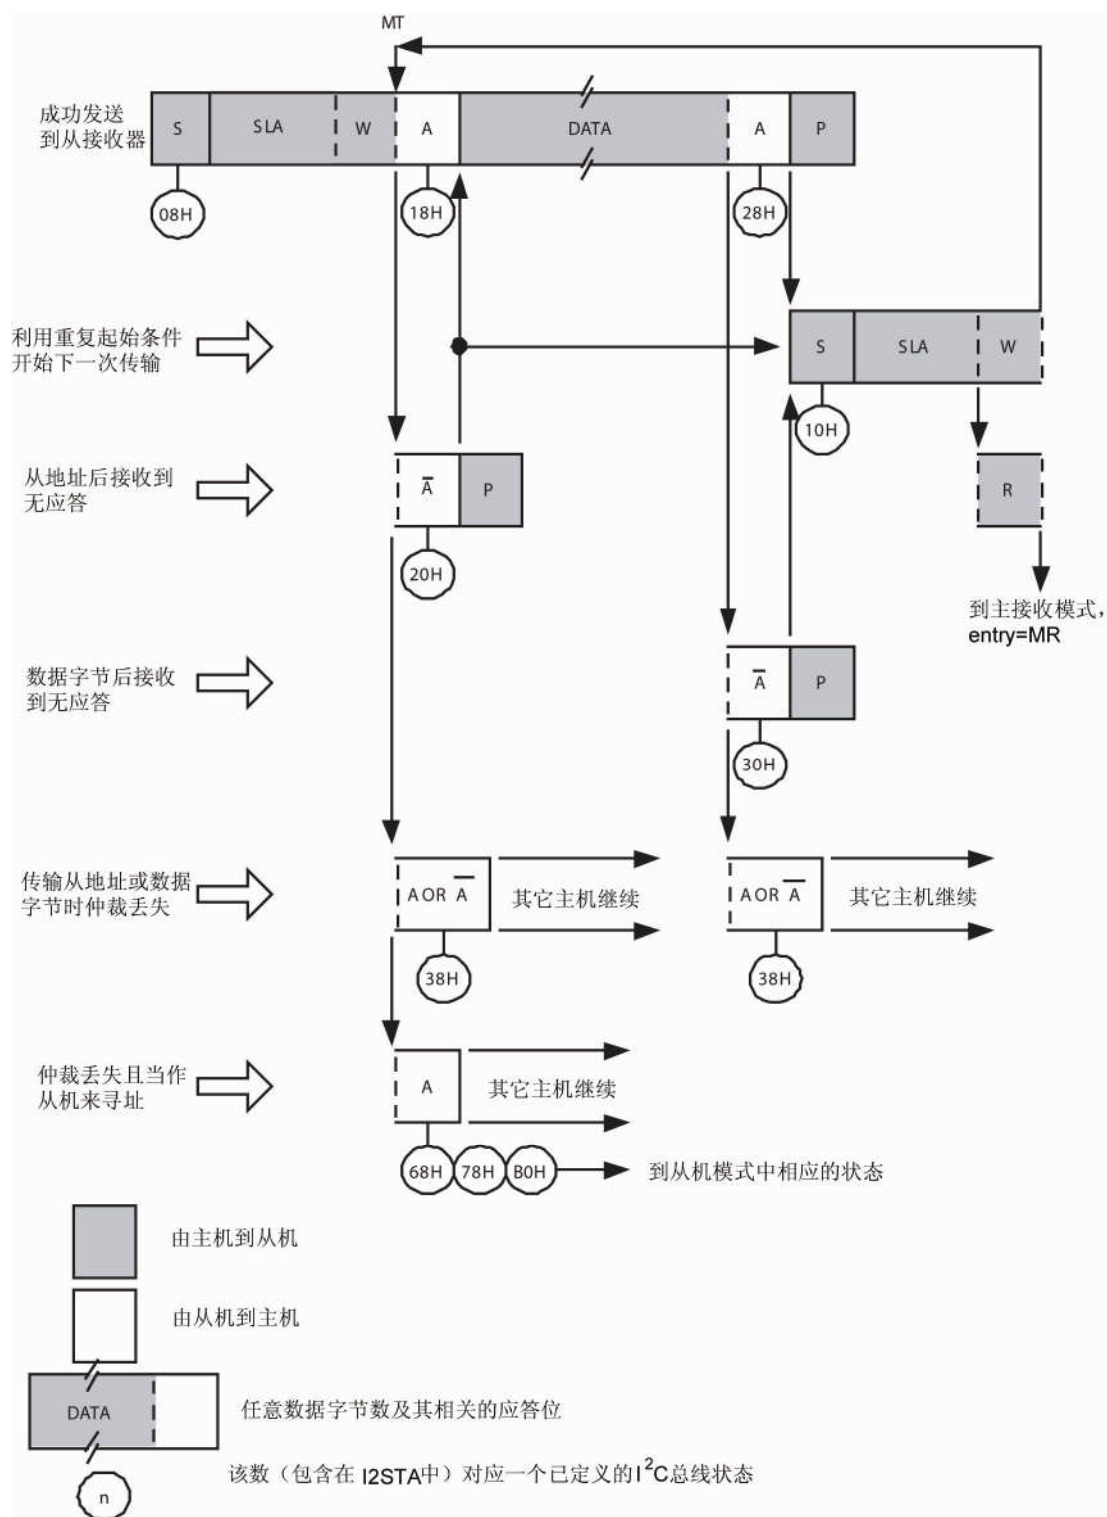 MT
成功发送
到从接收器
S SLA W A DATA A P
08H 18H 28H
利用重复起始条件
开始下一次传输
S SLA W
10H
从地址后接收到
无应答
A̅ P
R
20H
到主接收模式，
entry=MR
数据字节后接收
到无应答
A̅ P
30H
传输从地址或数据
字节时仲裁丢失
A OR A̅ 其它主机继续 A OR A̅ 其它主机继续
38H 38H
仲裁丢失且当作
从机来寻址
A 其它主机继续
68H 78H B0H 到从机模式中相应的状态
由主机到从机
由从机到主机
DATA 任意数据字节数及其相关的应答位
该数（包含在 I2STA中）对应一个已定义的I²C总线状态
n